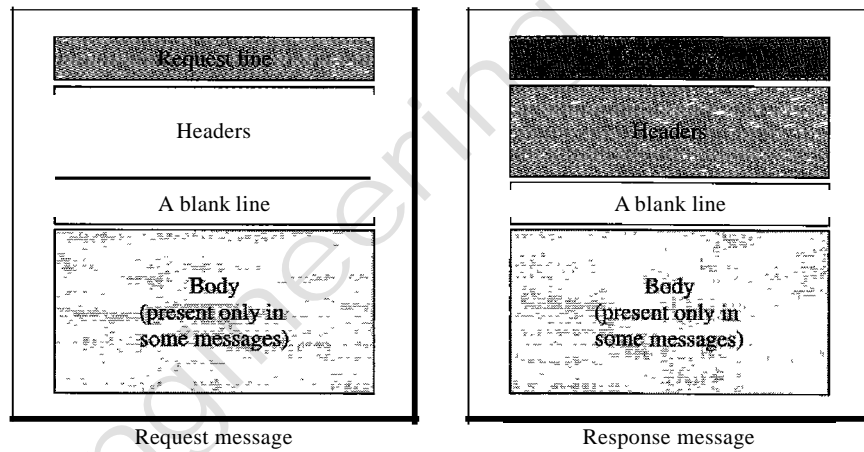 Request line
Headers
A blank line
Body
(present only in
some messages)
Request message
Headers
A blank line
Body
(present only in
some messages)
Response message